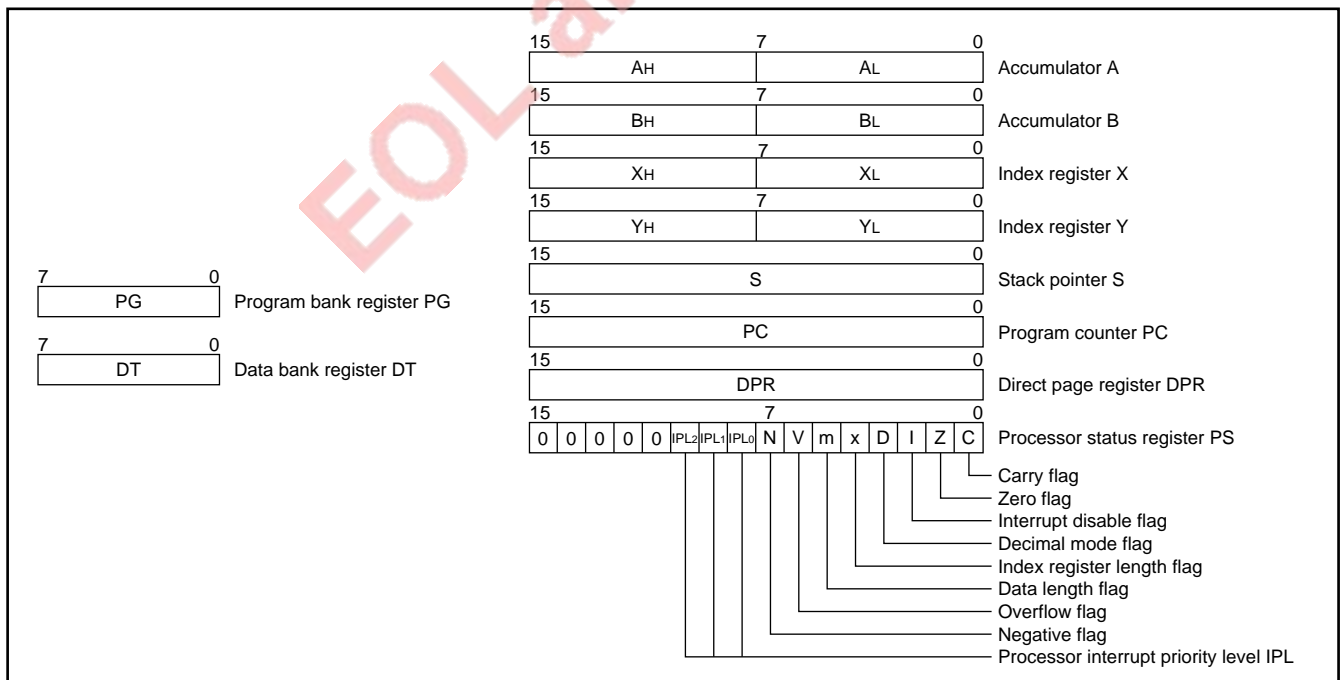 EOL a
15 7 0
AH AL Accumulator A
15 7 0
BH BL Accumulator B
15 7 0
XH XL Index register X
15 7 0
YH YL Index register Y
15 0
S Stack pointer S
7 0
PG Program bank register PG
15 0
PC Program counter PC
7 0
DT Data bank register DT
15 0
DPR Direct page register DPR
15 7 0
0 0 0 0 0 IPL2 IPL1 IPL0 N V m x D I Z C Processor status register PS
Carry flag
Zero flag
Interrupt disable flag
Decimal mode flag
Index register length flag
Data length flag
Overflow flag
Negative flag
Processor interrupt priority level IPL